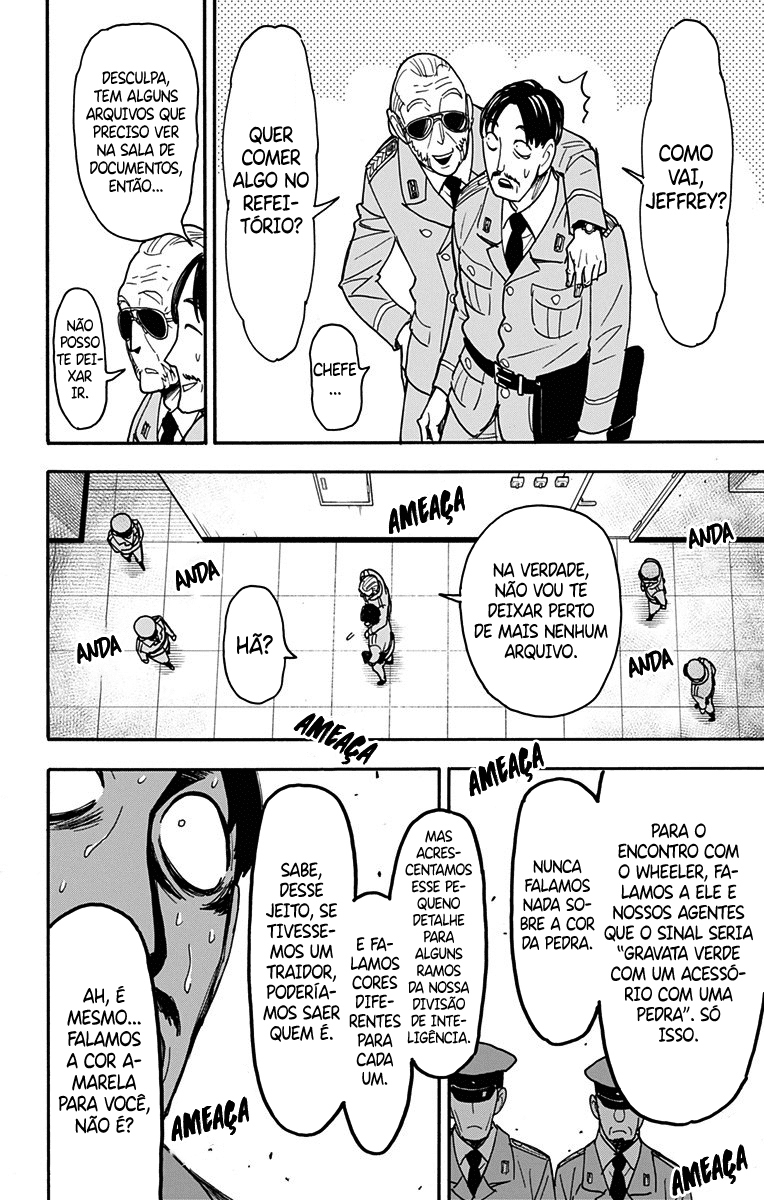 COMO
VAI,
JEFFREY?
QUER
COMER
ALGO NO
REFEI-
TÓRIO?
CHEFE
...
DESCULPA,
TEM ALGUNS
ARQUIVOS QUE
PRECISO VER
NA SALA DE
DOCUMENTOS,
ENTÃO...
NÃO
POSSO
TE DEI-
XAR
IR.
AMEAÇA
ANDA
NA VERDADE,
NÃO VOU TE
DEIXAR PERTO
DE MAIS NENHUM
ARQUIVO.
ANDA
HÃ?
ANDA
ANDA
AMEAÇA
AMEAÇA
PARA O
ENCONTRO COM
O WHEELER, FA-
LAMOS A ELE E
NOSSOS AGENTES
QUE O SINAL SERIA
“GRAVATA VERDE
COM UM ACESSÓ-
RIO COM UMA
PEDRA”. SÓ
ISSO.
NUNCA
FALAMOS
NADA SO-
BRE A COR
DA PEDRA.
AMEAÇA
MAS
ACRES-
CENTAMOS
ESSE PE-
QUENO
DETALHE
PARA
ALGUNS
RAMOS
DA NOSSA
DIVISÃO
DE INTE-
LIGÊNCIA.
E FA-
LAMOS
CORES
DIFE-
RENTES
PARA
CADA
UM.
SABE,
DESSE
JEITO, SE
TIVESSE-
MOS UM
TRAIDOR,
PODERÍA-
MOS SAER
QUEM É.
AH, É
MESMO...
FALAMOS
A COR A-
MARELA
PARA VOCÊ,
NÃO É?
AMEAÇA